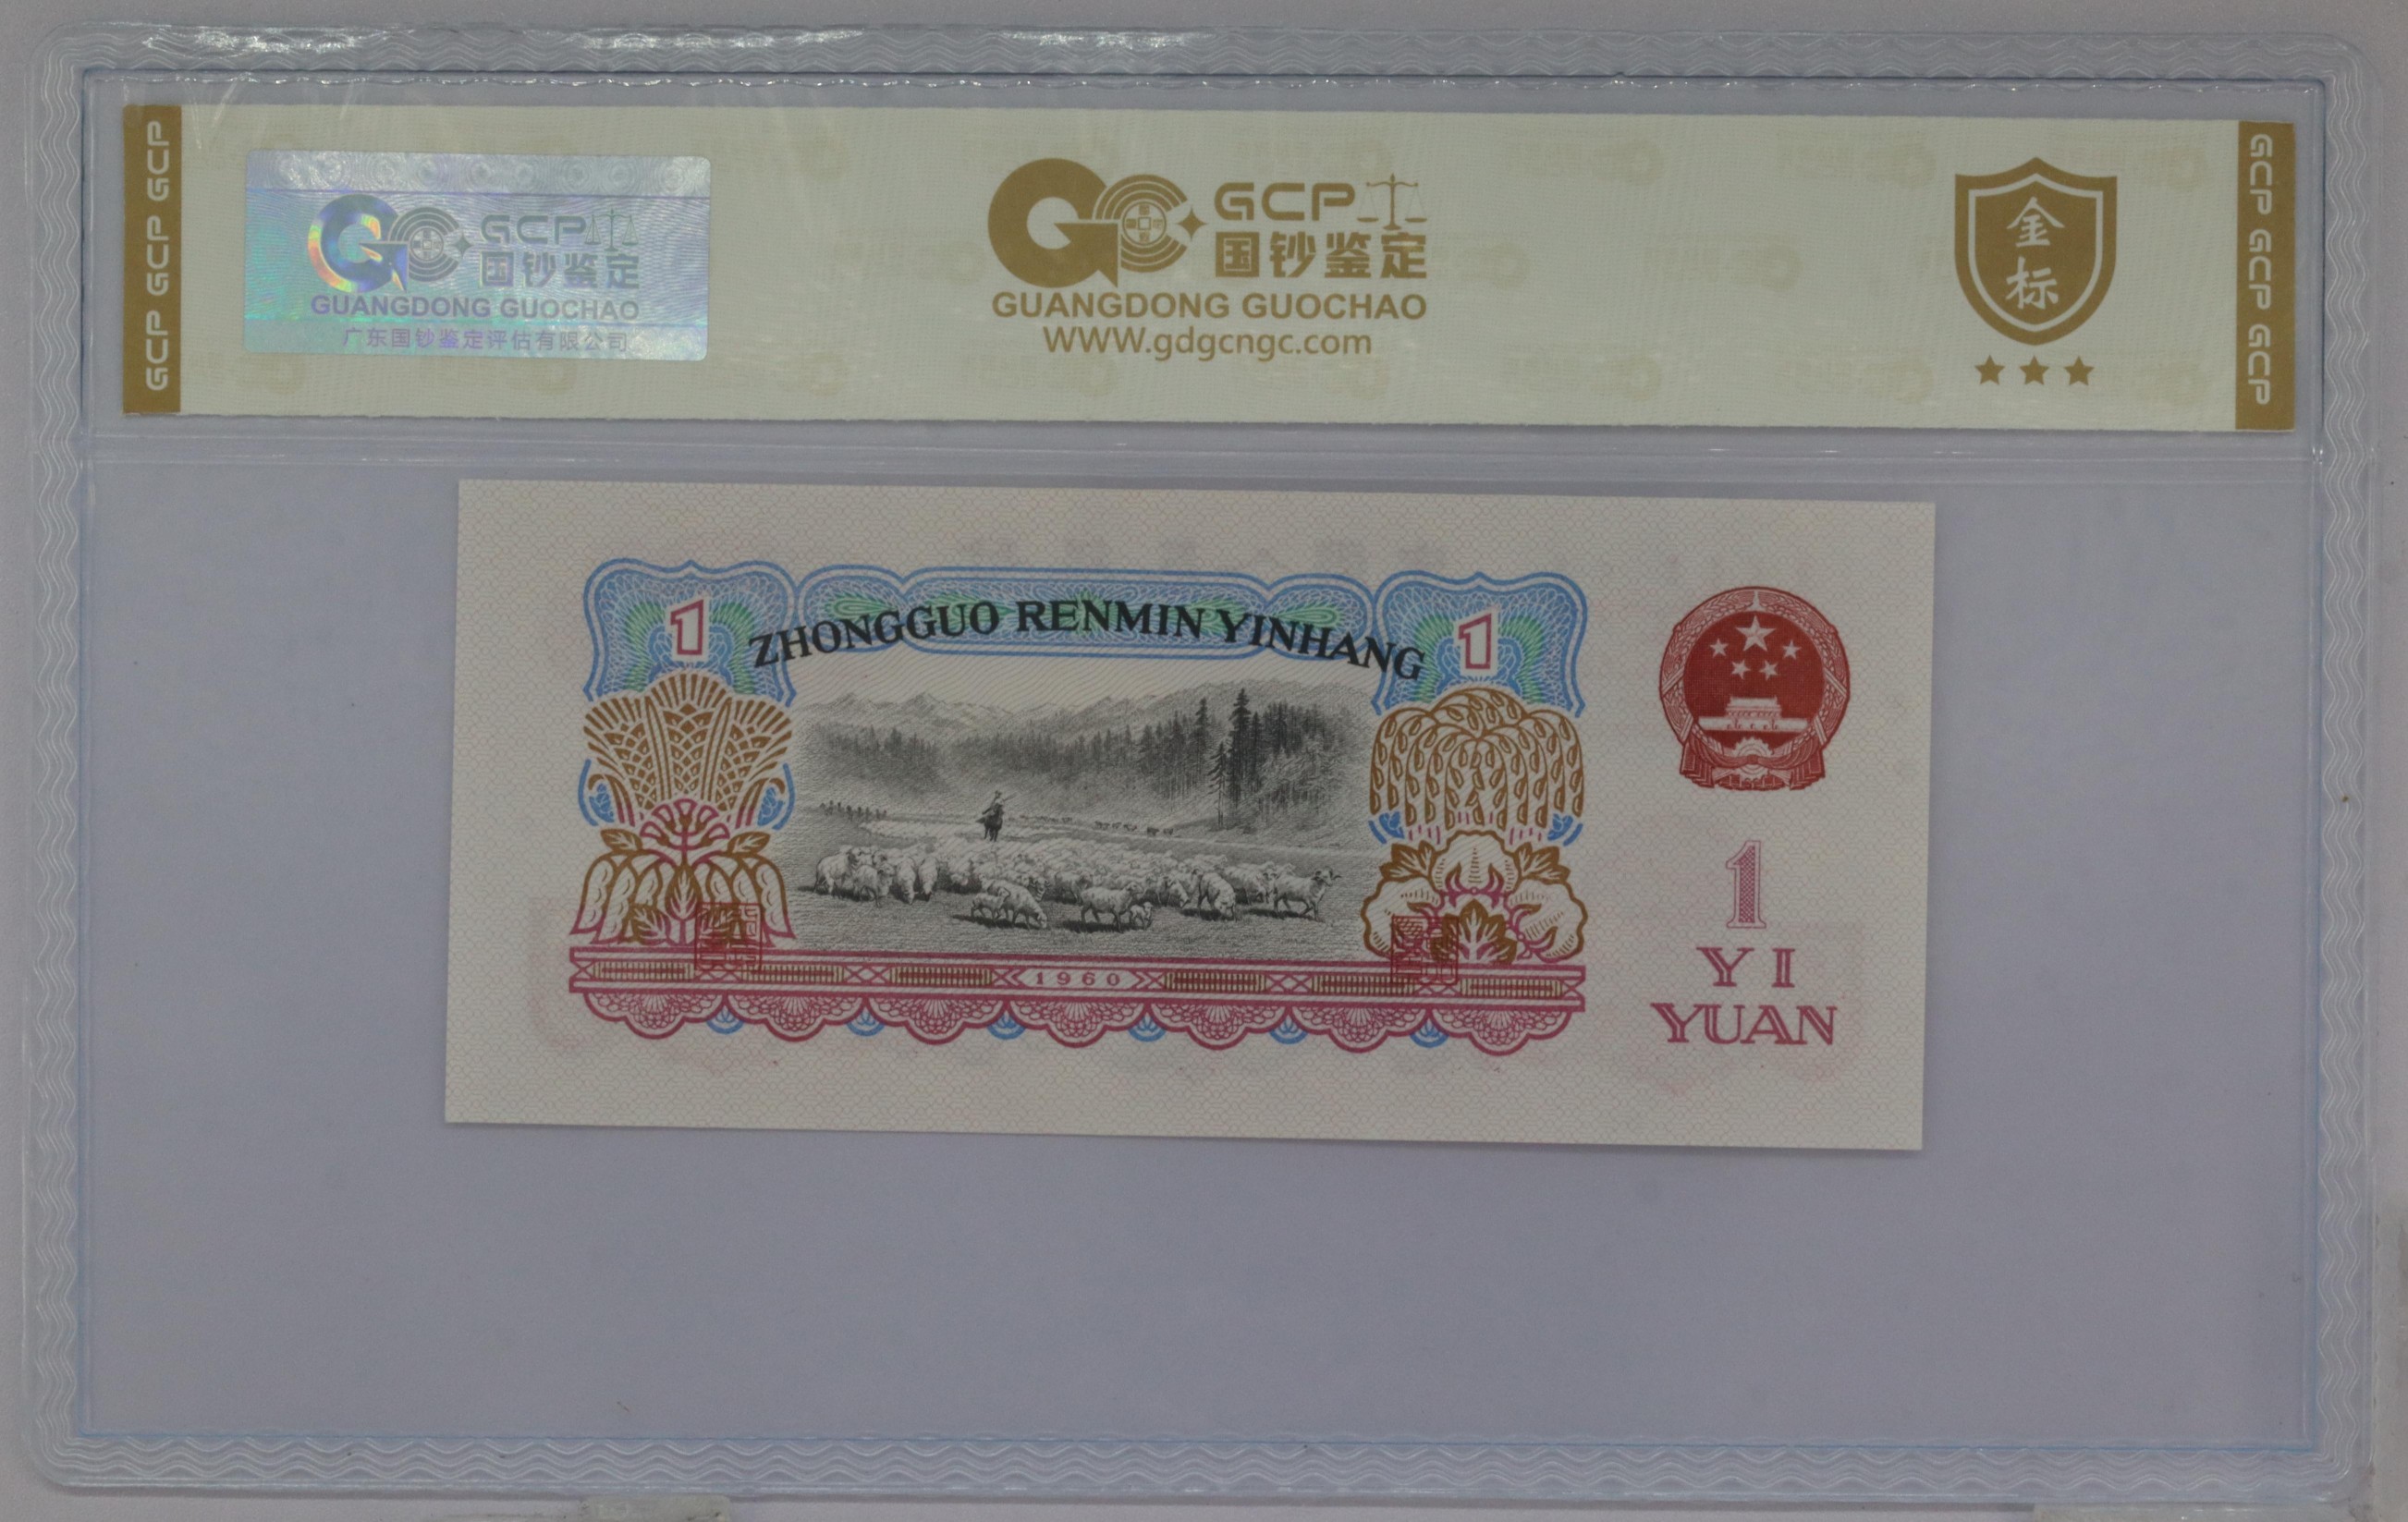 GCP GCP GCP
GCP
国钞鉴定
GUANGDONG GUOCHAO
广东国钞鉴定评估有限公司
GCP
国钞鉴定
GUANGDONG GUOCHAO
WWW.gdgcngc.com
金
标
GCP GCP GCP
1
ZHONGGUO RENMIN YINHANG
1
1960
1
YI
YUAN